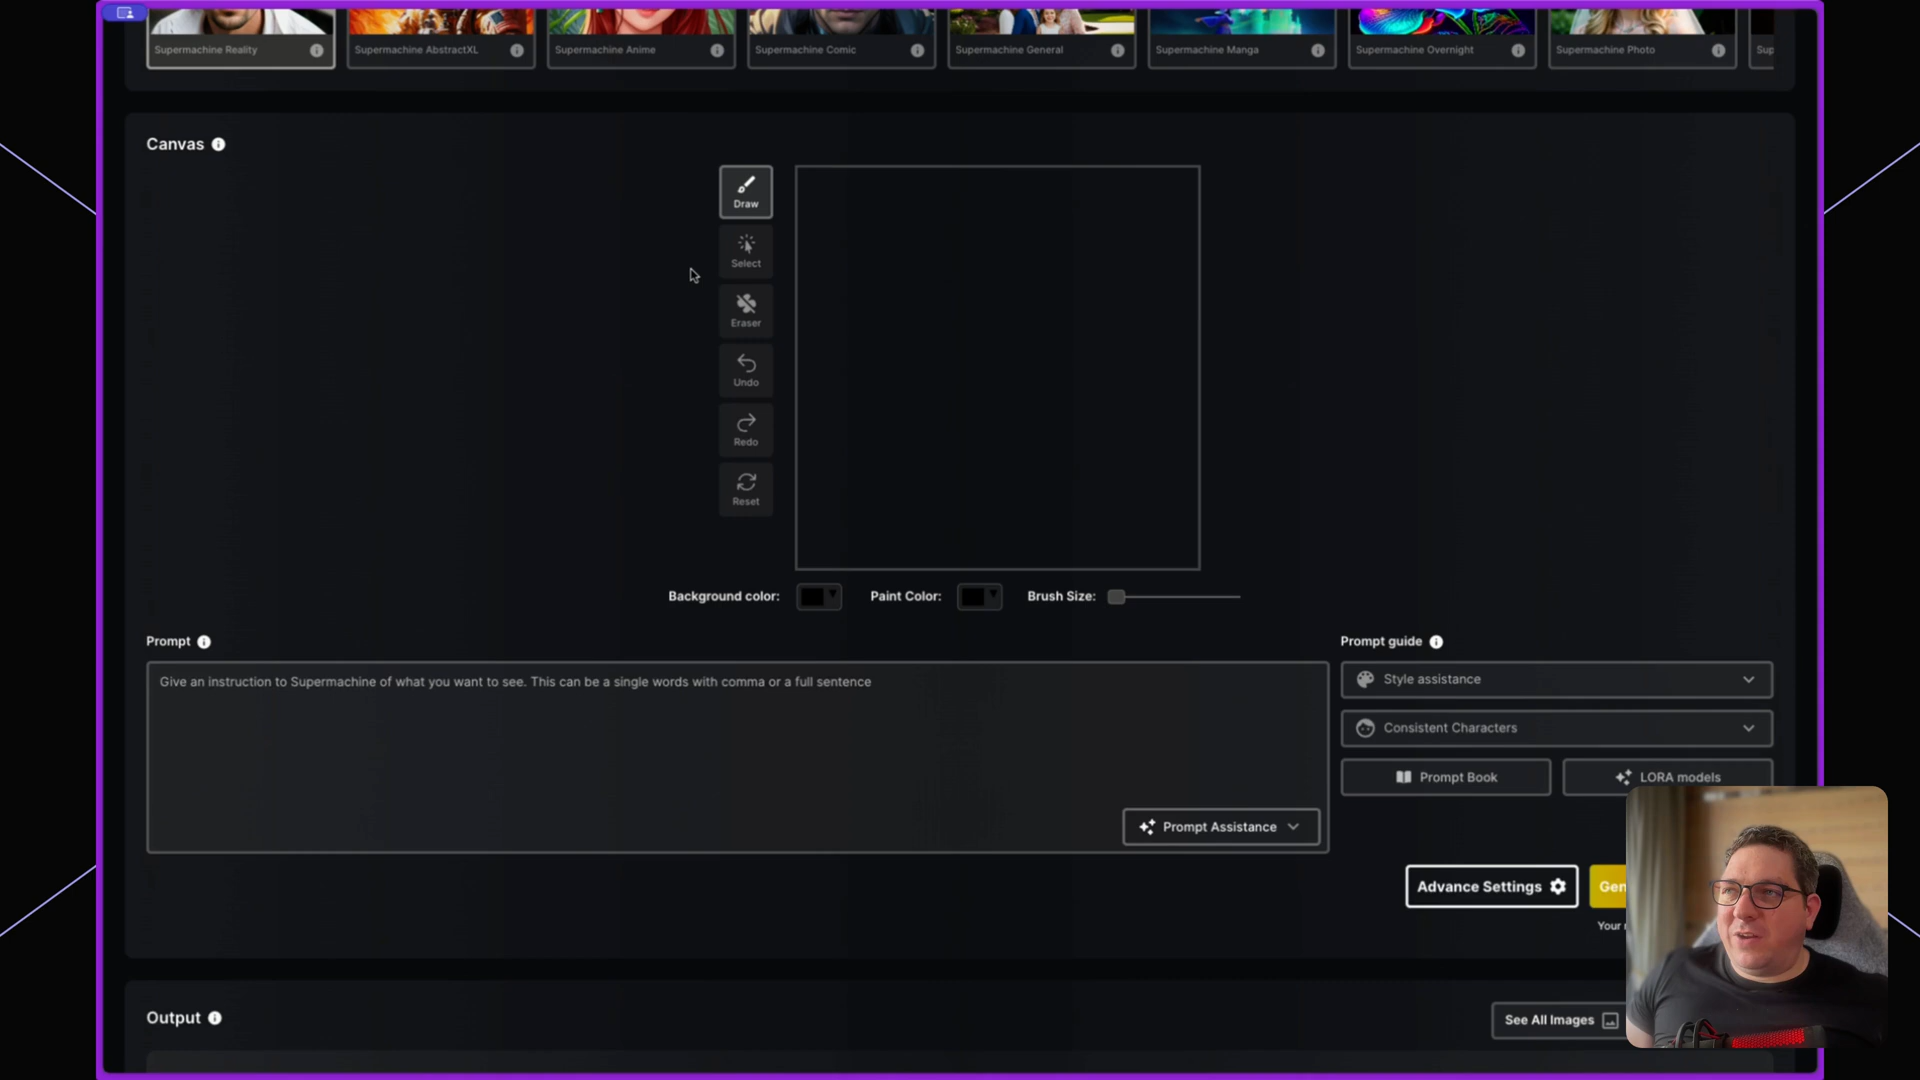 Supermachine Reality
Supermachine AbstractXL
Supermachine Anime
Supermachine Comic
Supermachine General
Supermachine Manga
Supermachine Overnight
Supermachine Photo
Sup
Canvas
Draw
Select
Eraser
Undo
Redo
Reset
Background color:
Paint Color:
Brush Size:
Prompt
Give an instruction to Supermachine of what you want to see. This can be a single words with comma or a full sentence
Prompt Assistance
Prompt guide
Style assistance
Consistent Characters
Prompt Book
LORA models
Advance Settings
Gen
Your
Output
See All Images